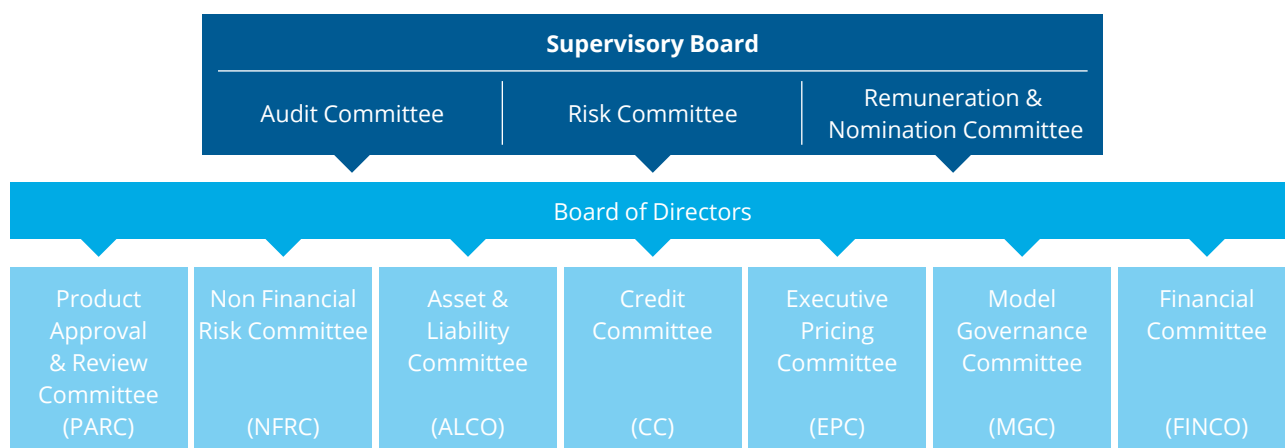 Supervisory Board
Audit Committee
Risk Committee
Remuneration &
Nomination Committee
Board of Directors
Product
Approval
& Review
Committee
(PARC)
Non Financial
Risk Committee
(NFRC)
Asset &
Liability
Committee
(ALCO)
Credit
Committee
(CC)
Executive
Pricing
Committee
(EPC)
Model
Governance
Committee
(MGC)
Financial
Committee
(FINCO)